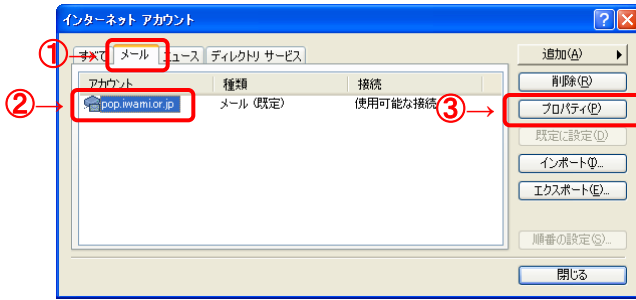 インターネット アカウント
①
すべて メール ニュース ディレクトリ サービス
追加(A)
アカウント 種類 接続
削除(R)
② pop.iwami.or.jp メール (既定) 使用可能な接続
③ プロパティ(P)
既定に設定(D)
インポート(I)...
エクスポート(E)...
順番の設定(S)...
閉じる